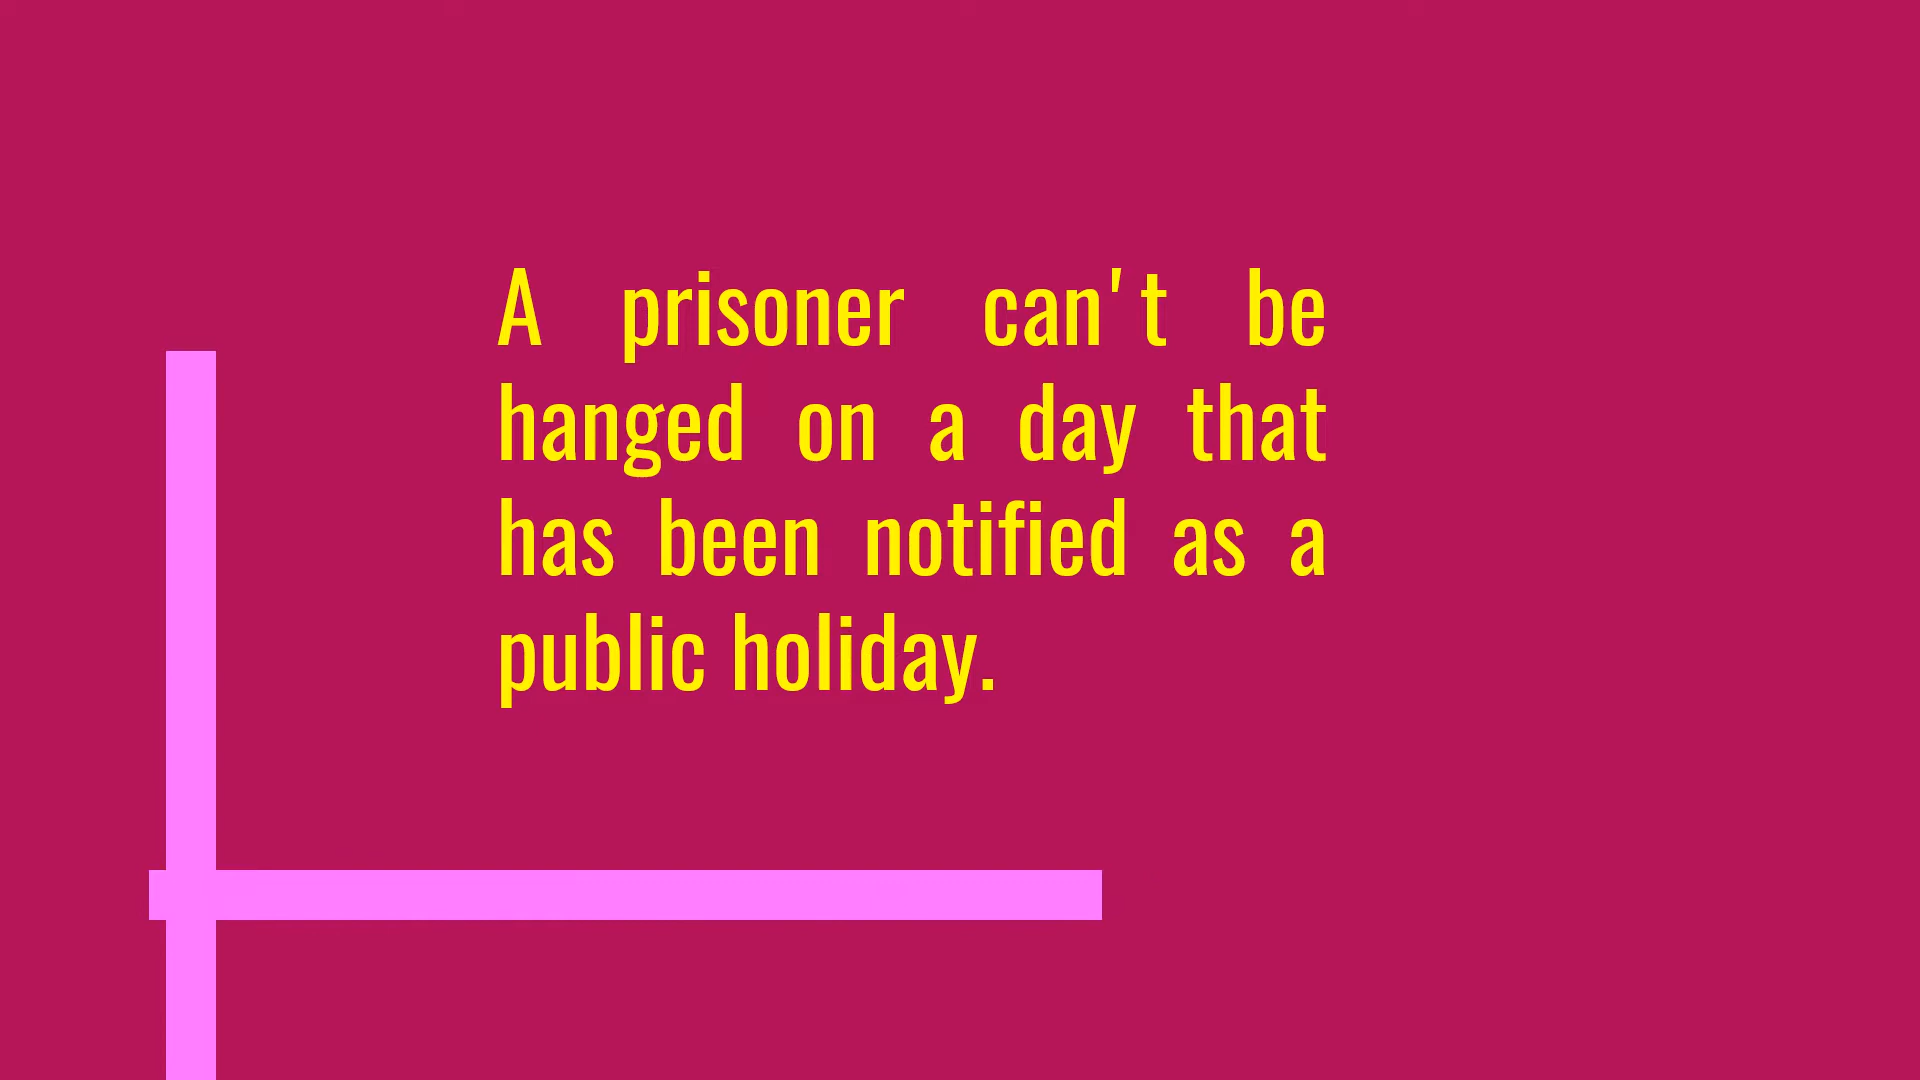 A prisoner can't be
hanged on a day that
has been notified as a
public holiday.